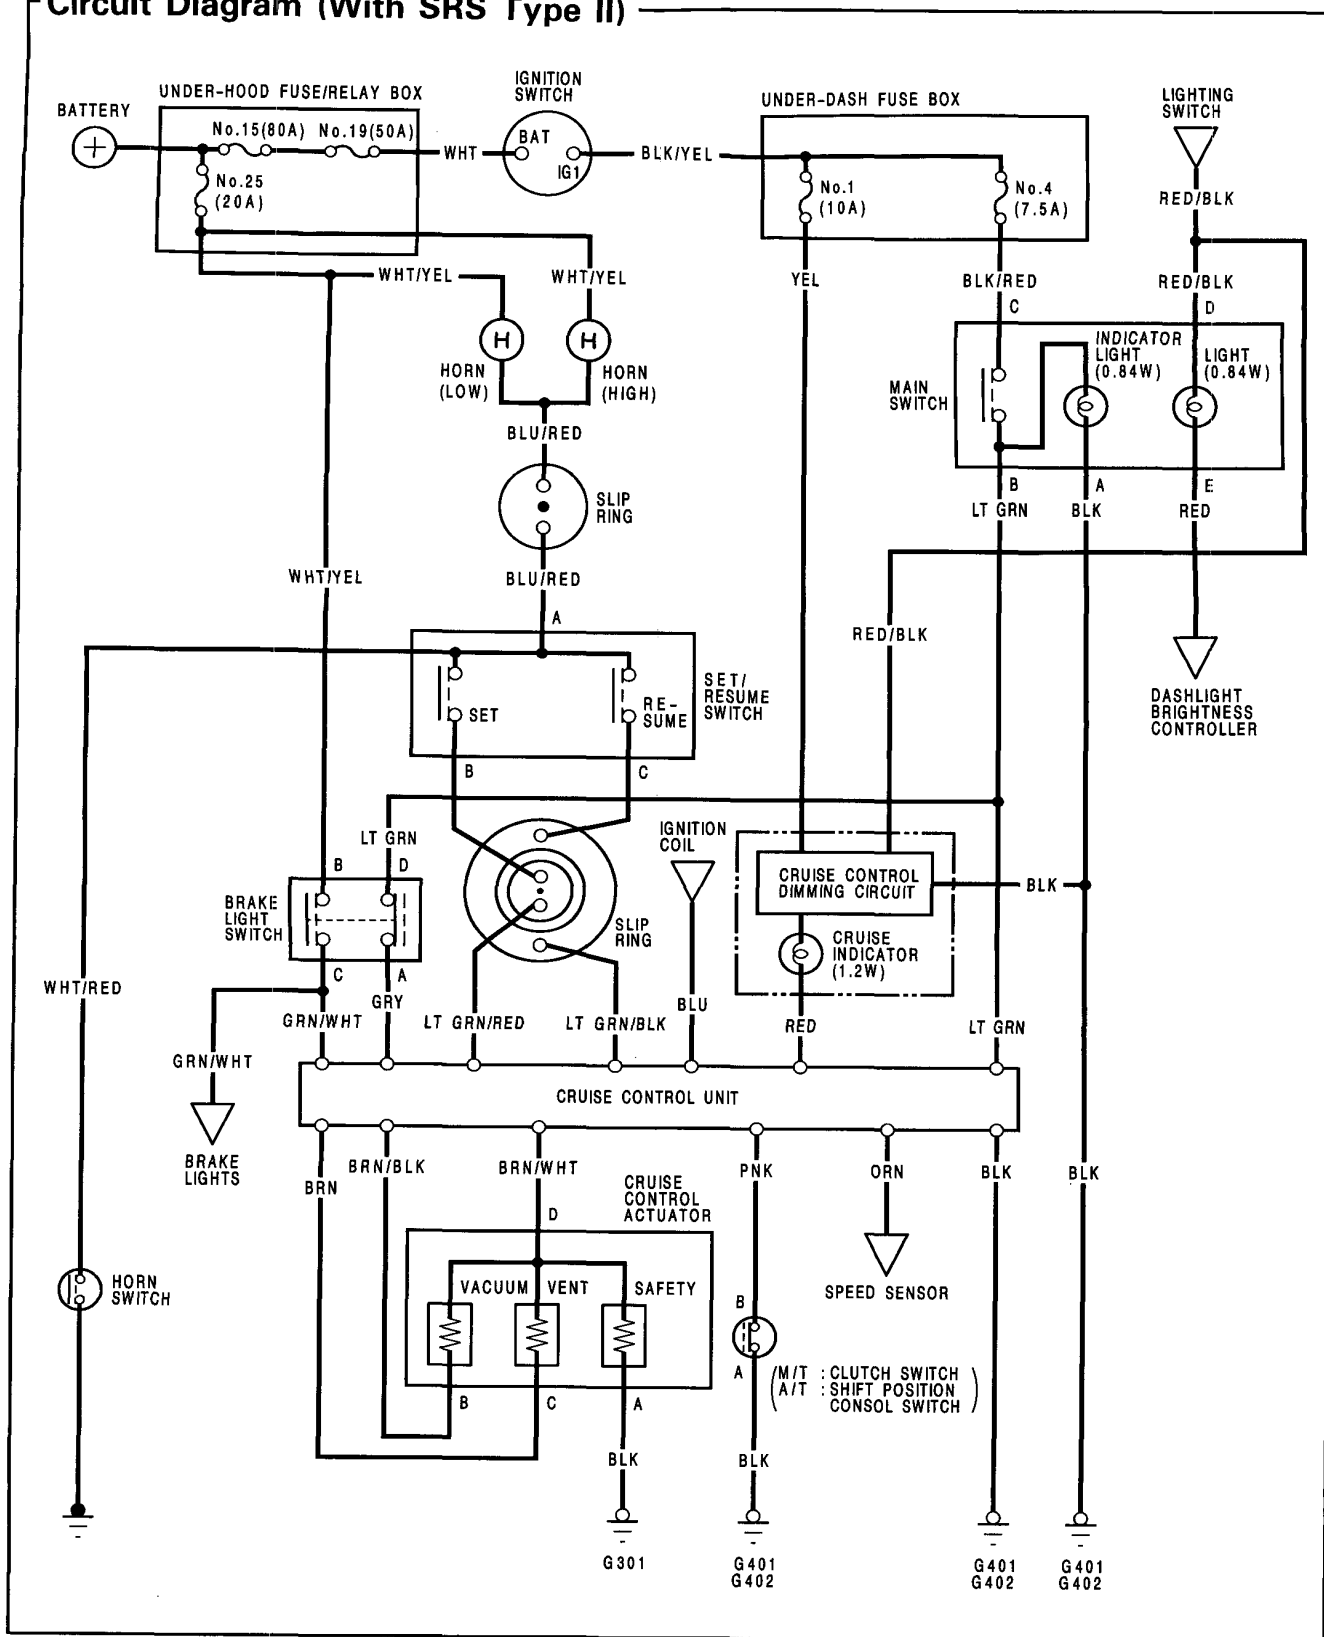 Circuit Diagram (With SRS Type II)
UNDER-HOOD FUSE/RELAY BOX
IGNITION
SWITCH
UNDER-DASH FUSE BOX
LIGHTING
SWITCH
BATTERY
+
No.15(80A)
No.19(50A)
WHT
BAT
IG1
BLK/YEL
No.25
(20A)
No.1
(10A)
No.4
(7.5A)
RED/BLK
WHT/YEL
WHT/YEL
YEL
BLK/RED
RED/BLK
C
D
H
H
HORN
(LOW)
HORN
(HIGH)
MAIN
SWITCH
INDICATOR
LIGHT
(0.84W)
LIGHT
(0.84W)
BLU/RED
SLIP
RING
B
A
E
LT GRN
BLK
RED
WHT/YEL
BLU/RED
A
RED/BLK
SET
RE-
SUME
SET/
RESUME
SWITCH
DASHLIGHT
BRIGHTNESS
CONTROLLER
B
C
LT GRN
IGNITION
COIL
B
D
BRAKE
LIGHT
SWITCH
CRUISE CONTROL
DIMMING CIRCUIT
BLK
SLIP
RING
CRUISE
INDICATOR
(1.2W)
C
A
WHT/RED
GRY
GRN/WHT
LT GRN/RED
LT GRN/BLK
BLU
RED
LT GRN
GRN/WHT
CRUISE CONTROL UNIT
BRAKE
LIGHTS
BRN
BRN/BLK
BRN/WHT
PNK
ORN
BLK
BLK
CRUISE
CONTROL
ACTUATOR
D
HORN
SWITCH
VACUUM
VENT
SAFETY
SPEED SENSOR
B
A
(M/T : CLUTCH SWITCH
A/T : SHIFT POSITION
CONSOL SWITCH)
B
C
A
BLK
BLK
G301
G401
G402
G401
G402
G401
G402